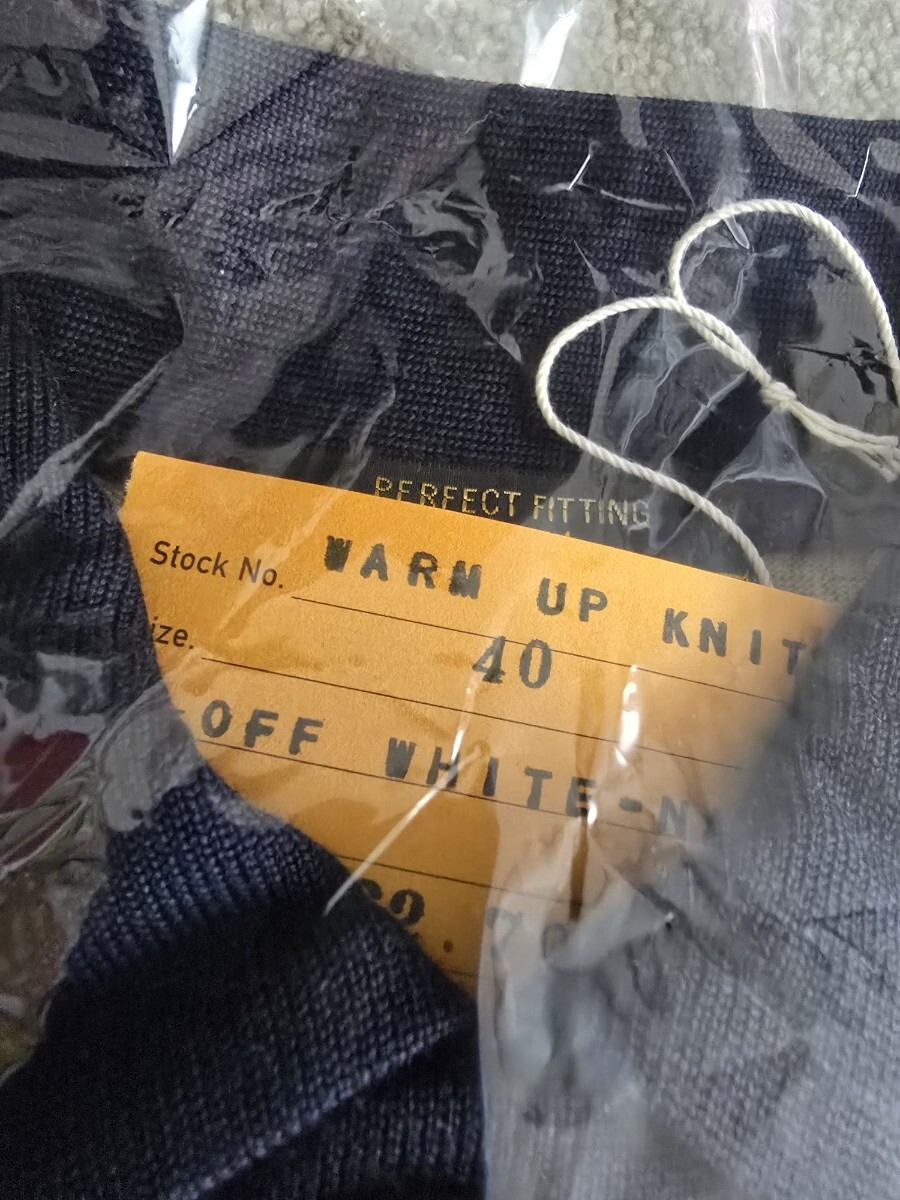 PERFECT FITTING
Stock No. WARM UP KNIT
ize. 40
OFF WHITE-N